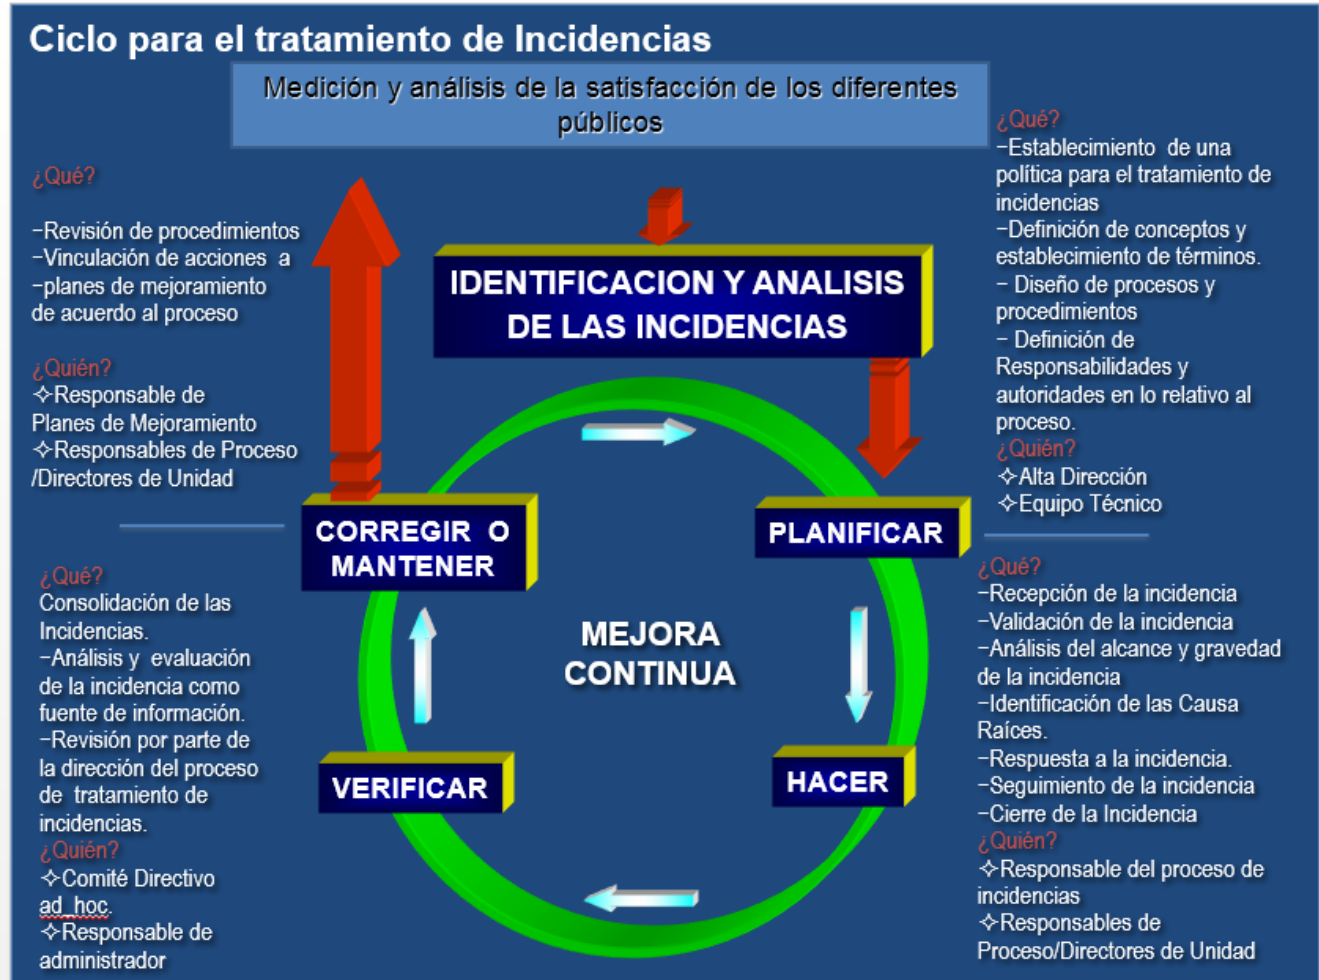 Ciclo para el tratamiento de Incidencias
Medición y análisis de la satisfacción de los diferentes
públicos
¿Qué?
−Revisión de procedimientos
−Vinculación de acciones a
−planes de mejoramiento
de acuerdo al proceso
¿Quién?
✧Responsable de
Planes de Mejoramiento
✧Responsables de Proceso
/Directores de Unidad
IDENTIFICACION Y ANALISIS
DE LAS INCIDENCIAS
¿Qué?
−Establecimiento de una
política para el tratamiento de
incidencias
−Definición de conceptos y
establecimiento de términos.
− Diseño de procesos y
procedimientos
− Definición de
Responsabilidades y
autoridades en lo relativo al
proceso.
¿Quién?
✧Alta Dirección
✧Equipo Técnico
CORREGIR O
MANTENER
PLANIFICAR
MEJORA
CONTINUA
VERIFICAR
HACER
¿Qué?
Consolidación de las
Incidencias.
−Análisis y evaluación
de la incidencia como
fuente de información.
−Revisión por parte de
la dirección del proceso
de tratamiento de
incidencias.
¿Quién?
✧Comité Directivo
ad_hoc.
✧Responsable de
administrador
¿Qué?
−Recepción de la incidencia
−Validación de la incidencia
−Análisis del alcance y gravedad
de la incidencia
−Identificación de las Causa
Raíces.
−Respuesta a la incidencia.
−Seguimiento de la incidencia
−Cierre de la Incidencia
¿Quién?
✧Responsable del proceso de
incidencias
✧Responsables de
Proceso/Directores de Unidad